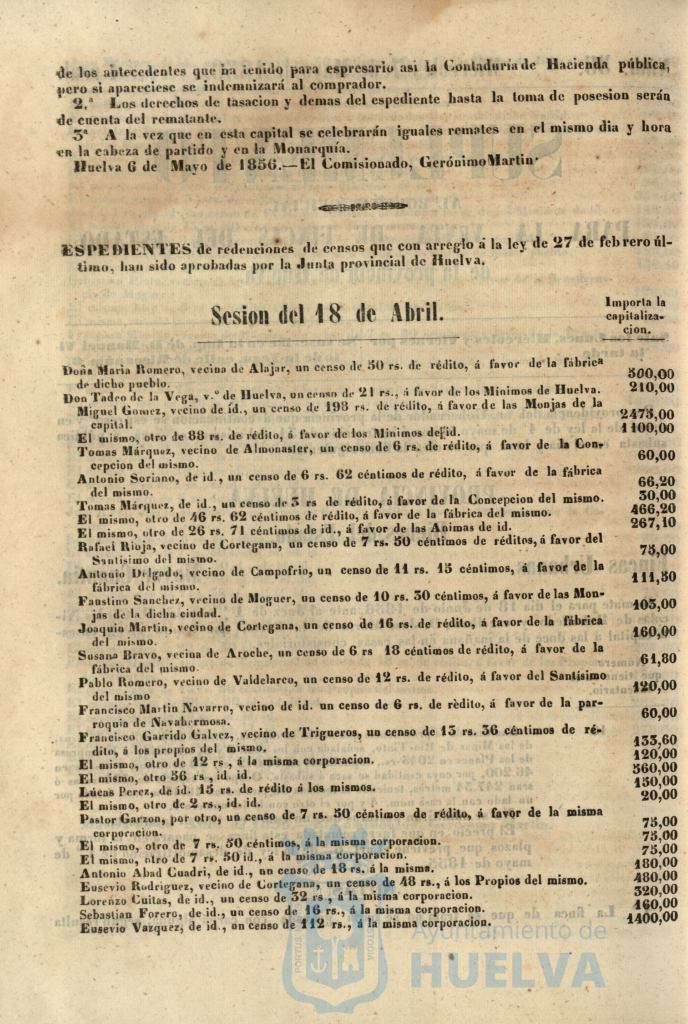 de los antecedentes que ha tenido para espresario asi la Contaduria de Hacienda pública,
pero si apareciese se indemnizará al comprador.
2.ª Los derechos de tasacion y demas del espediente hasta la toma de posesion serán
de cuenta del rematante.
3ª A la vez que en esta capital se celebrarán iguales remates en el mismo dia y hora
en la cabeza de partido y en la Monarquía.
Huelva 6 de Mayo de 1856.—El Comisionado, Gerónimo Martin.
ESPEDIENTES de redenciones de censos que con arreglo á la ley de 27 de febrero úl-
timo, han sido aprobadas por la Junta provincial de Huelva.
Sesion del 18 de Abril.
Importa la
capitaliza-
cion.
Doña Maria Romero, vecina de Alajar, un censo de 50 rs. de rédito, á favor de la fábrica
de dicho pueblo. 500,00
Don Tadeo de la Vega, v.º de Huelva, un censo de 21 rs., á favor de los Mínimos de Huelva. 210,00
Miguel Gomez, vecino de id., un censo de 198 rs. de rédito, á favor de las Monjas de la
capital. 2475,00
El mismo, otro de 88 rs. de rédito, á favor de los Minimos de id. 1100,00
Tomas Márquez, vecino de Almonaster, un censo de 6 rs. de rédito, á favor de la Con-
cepcion del mismo. 60,00
Antonio Soriano, de id., un censo de 6 rs. 62 céntimos de rédito, á favor de la fábrica
del mismo. 66,20
Tomas Márquez, de id., un censo de 3 rs de rédito, á favor de la Concepcion del mismo. 30,00
El mismo, otro de 46 rs. 62 céntimos de rédito, á favor de la fábrica del mismo. 466,20
El mismo, otro de 26 rs. 71 céntimos de id., á favor de las Animas de id. 267,10
Rafael Rioja, vecino de Cortegana, un censo de 7 rs. 50 céntimos de réditos, á favor del
Santísimo del mismo. 75,00
Antonio Delgado, vecino de Campofrio, un censo de 11 rs. 15 céntimos, á favor de la
fábrica del mismo. 111,50
Faustino Sanchez, vecino de Moguer, un censo de 10 rs. 30 céntimos, á favor de las Mon-
jas de la dicha ciudad. 103,00
Joaquin Martin, vecino de Cortegana, un censo de 16 rs. de rédito, á favor de la fábrica
del mismo. 160,00
Susana Bravo, vecina de Aroche, un censo de 6 rs 18 céntimos de rédito, á favor de la
fábrica del mismo. 61,80
Pablo Romero, vecino de Valdelarco, un censo de 12 rs. de rédito, á favor del Santísimo
del mismo 120,00
Francisco Martin Navarro, vecino de id. un censo de 6 rs. de rèdito, á favor de la par-
roquia de Navahermosa. 60,00
Francisco Garrido Galvez, vecino de Trigueros, un censo de 13 rs. 36 céntimos de ré-
dito, á los propios del mismo. 133,60
El mismo, otro de 12 rs, á la misma corporacion. 120,00
El mismo, otro 36 rs, id. id. 360,00
Lúcas Perez, de id. 15 rs. de rédito á los mismos. 150,00
El mismo, otro de 2 rs., id. id. 20,00
Pastor Garzon, por otro, un censo de 7 rs. 50 céntimos de rédito, á favor de la misma
corporacion. 75,00
El mismo, otro de 7 rs. 50 céntimos, á la misma corporacion. 75,00
El mismo, otro de 7 rs. 50 id., á la misma corporacion. 75,00
Antonio Abad Cuadri, de id., un censo de 18 rs. á la misma. 180,00
Eusevio Rodriguez, vecino de Cortegana, un censo de 48 rs., á los Propios del mismo. 480,00
Lorenzo Cuitas, de id., un censo de 32 rs, á la misma corporacion. 320,00
Sebastian Forero, de id., un censo de 16 rs., á la misma corporacion. 160,00
Eusevio Vazquez, de id., un censo de 112 rs., á la misma corporacion. 1400,00
Ayuntamiento de
HUELVA